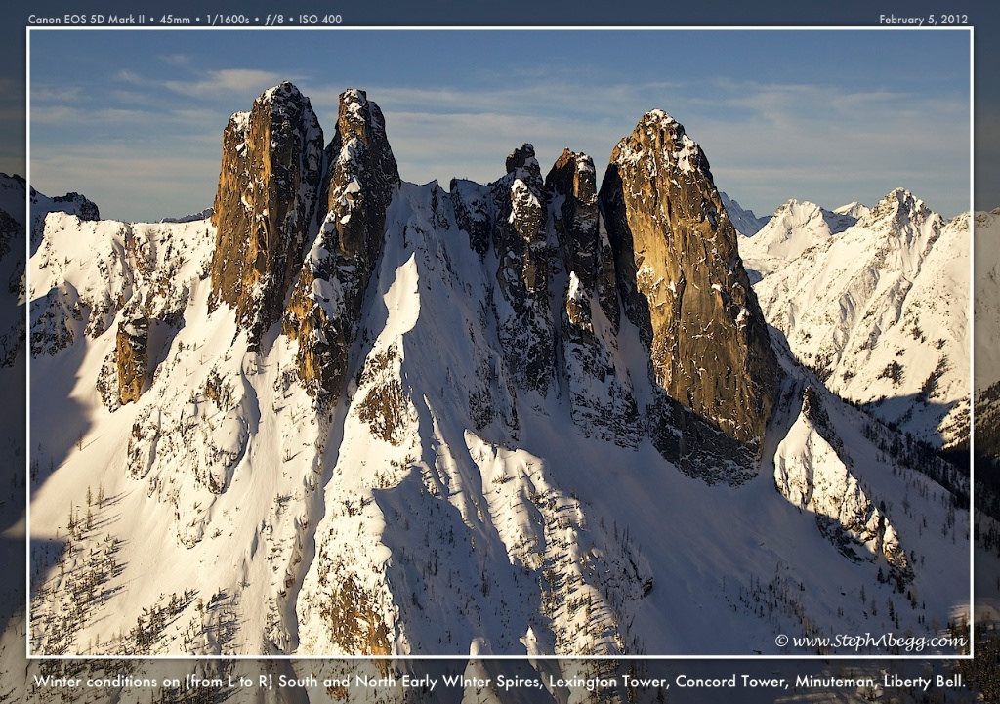 Canon EOS 5D Mark II • 45mm • 1/1600s • ƒ/8 • ISO 400
February 5, 2012
© www.StephAbegg.com
Winter conditions on (from L to R) South and North Early WInter Spires, Lexington Tower, Concord Tower, Minuteman, Liberty Bell.